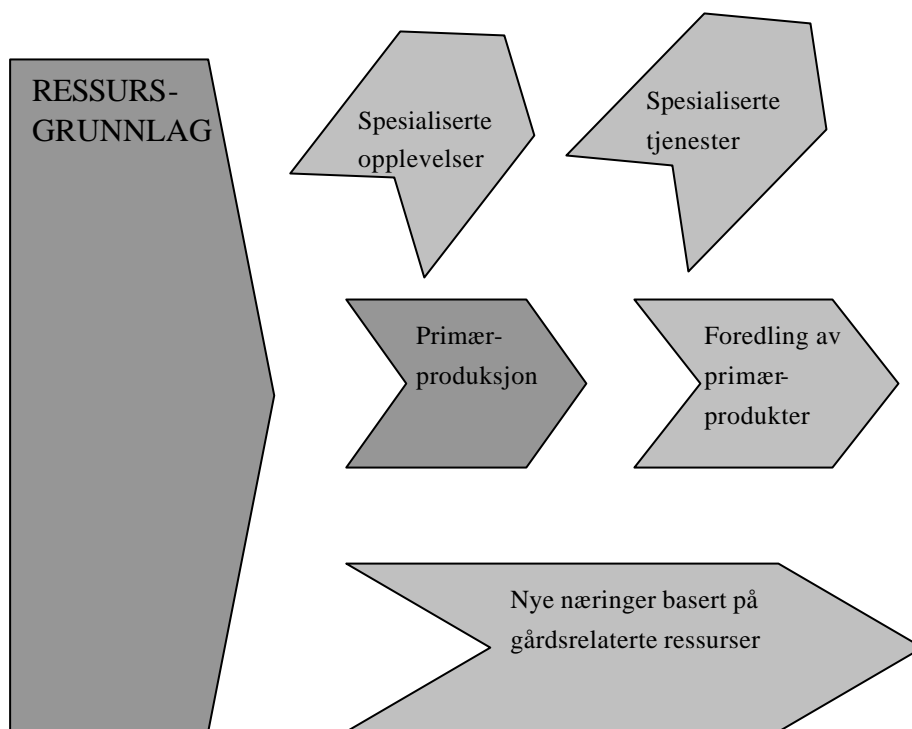 RESSURS-
GRUNNLAG
Spesialiserte
opplevelser
Spesialiserte
tjenester
Primær-
produksjon
Foredling av
primær-
produkter
Nye næringer basert på
gårdsrelaterte ressurser